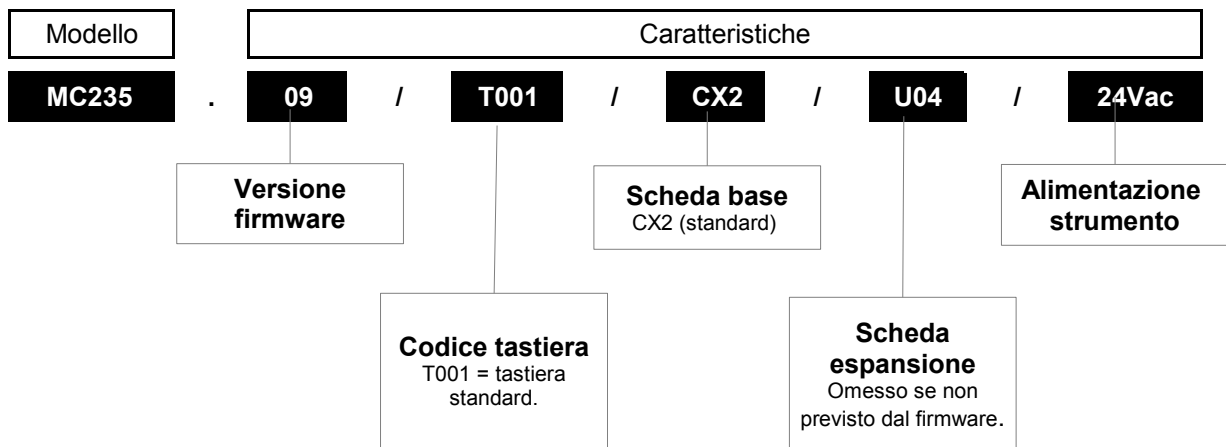 Modello Caratteristiche
MC235 . 09 / T001 / CX2 / U04 / 24Vac
Versione
firmware
Scheda base
CX2 (standard)
Alimentazione
strumento
Codice tastiera
T001 = tastiera
standard.
Scheda
espansione
Omesso se non
previsto dal firmware.